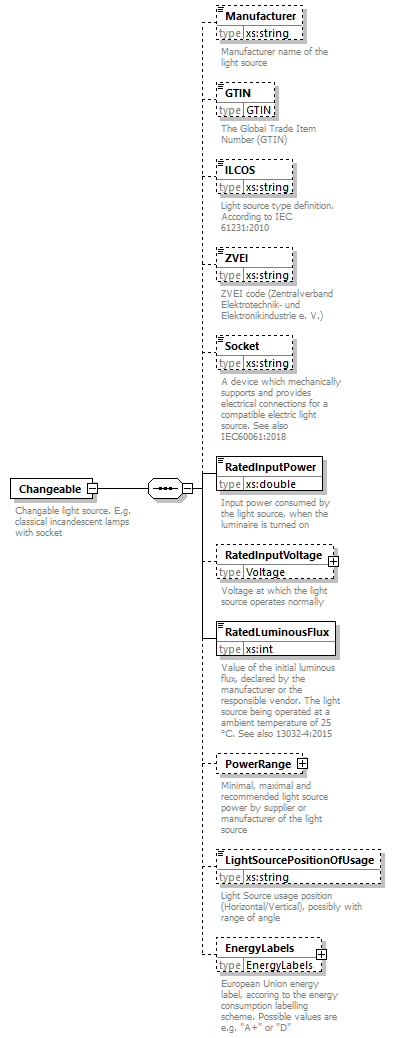 Manufacturer
type xs:string
Manufacturer name of the
light source
GTIN
type GTIN
The Global Trade Item
Number (GTIN)
ILCOS
type xs:string
Light source type definition.
According to IEC
61231:2010
ZVEI
type xs:string
ZVEI code (Zentralverband
Elektrotechnik- und
Elektronikindustrie e. V.)
Socket
type xs:string
A device which mechanically
supports and provides
electrical connections for a
compatible electric light
source. See also
IEC60061:2018
Changeable
Changeable light source. E.g.
classical incandescent lamps
with socket
RatedInputPower
type xs:double
Input power consumed by
the light source, when the
luminaire is turned on
RatedInputVoltage
type Voltage
Voltage at which the light
source operates normally
RatedLuminousFlux
type xs:int
Value of the initial luminous
flux, declared by the
manufacturer or the
responsible vendor. The light
source being operated at a
ambient temperature of 25
°C. See also 13032-4:2015
PowerRange
Minimal, maximal and
recommended light source
power by supplier or
manufacturer of the light
source
LightSourcePositionOfUsage
type xs:string
Light Source usage position
(Horizontal/Vertical), possibly with
range of angle
EnergyLabels
type EnergyLabels
European Union energy
label, accoring to the energy
consumption labelling
scheme. Possible values are
e.g. "A+" or "D"